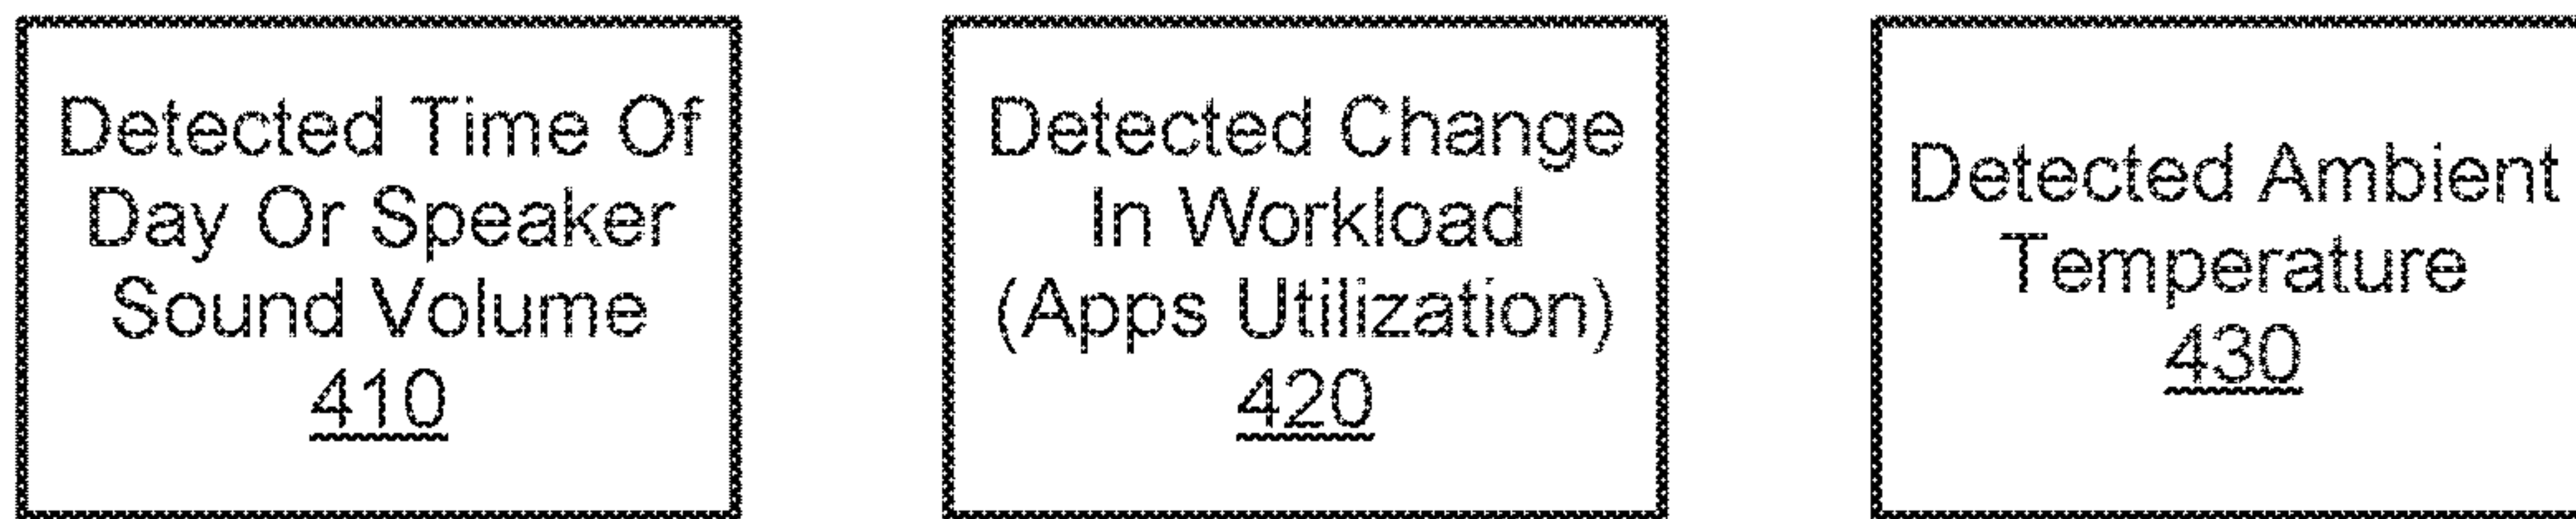 Detected Time Of
Day Or Speaker
Sound Volume
410
Detected Change
In Workload
(Apps Utilization)
420
Detected Ambient
Temperature
430